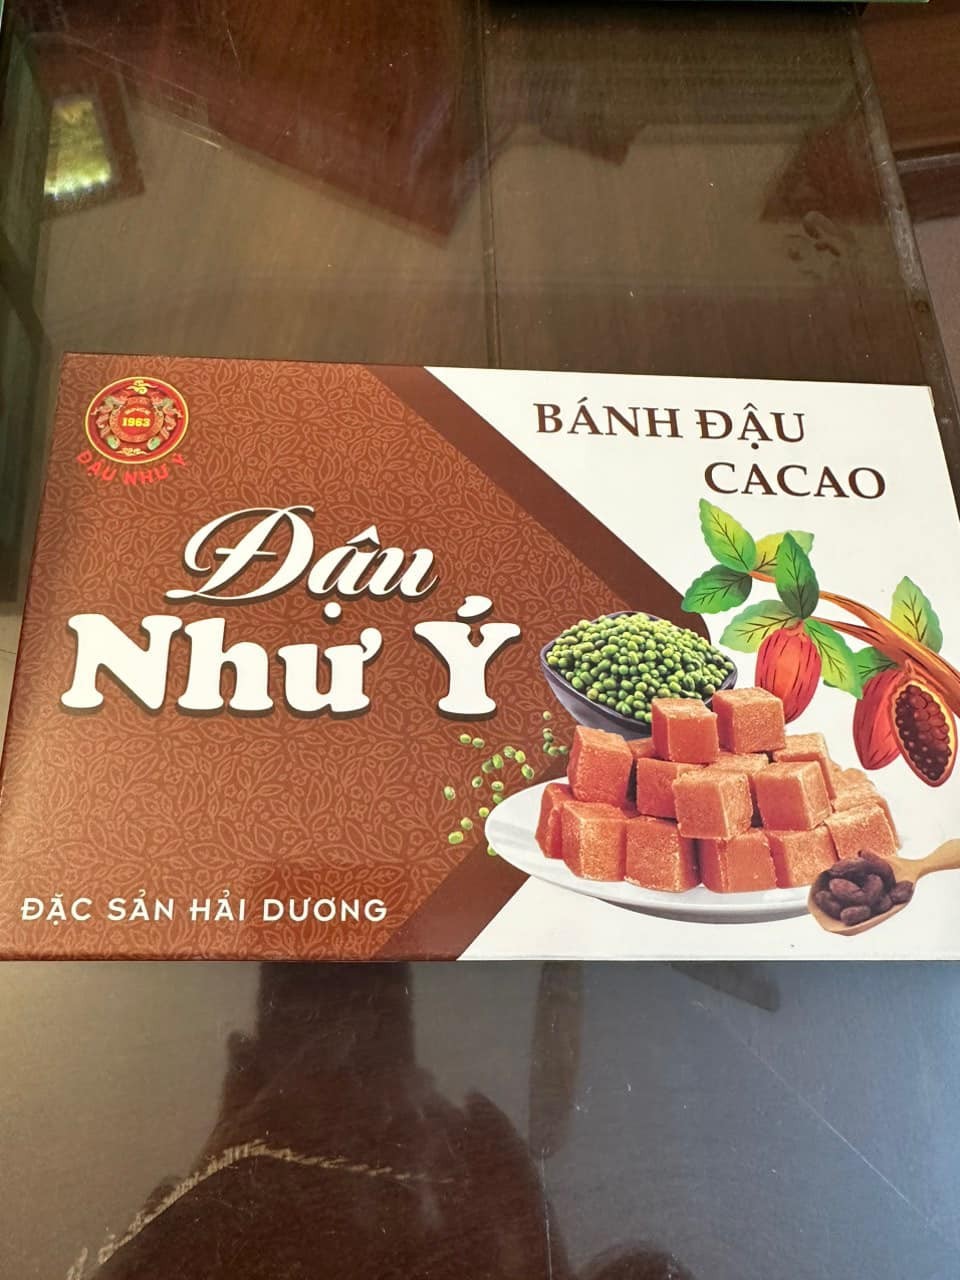 1963
ĐẬU NHƯ Ý
BÁNH ĐẬU
CACAO
Đậu
Như Ý
ĐẶC SẢN HẢI DƯƠNG